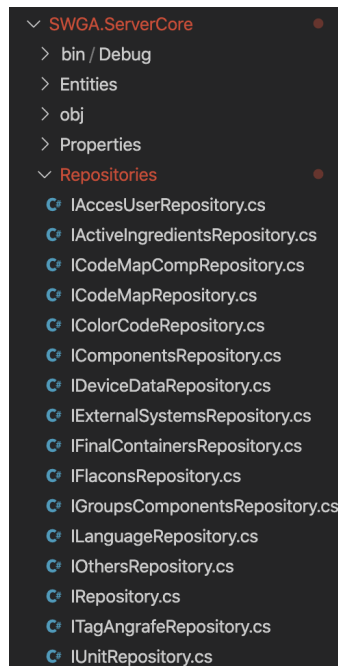 SWGA.ServerCore
bin / Debug
Entities
obj
Properties
Repositories
C# IAccesUserRepository.cs
C# IActiveIngredientsRepository.cs
C# ICodeMapCompRepository.cs
C# ICodeMapRepository.cs
C# IColorCodeRepository.cs
C# IComponentsRepository.cs
C# IDeviceDataRepository.cs
C# IExternalSystemsRepository.cs
C# IFinalContainersRepository.cs
C# IFlaconsRepository.cs
C# IGroupsComponentsRepository.cs
C# ILanguageRepository.cs
C# IOthersRepository.cs
C# IRepository.cs
C# ITagAngrafeRepository.cs
C# IUnitRepository.cs